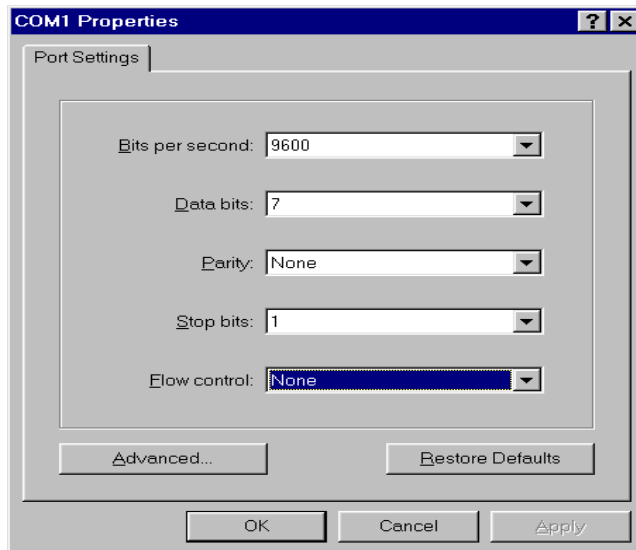 COM1 Properties
Port Settings
Bits per second: 9600
Data bits: 7
Parity: None
Stop bits: 1
Flow control: None
Advanced... Restore Defaults
OK Cancel Apply